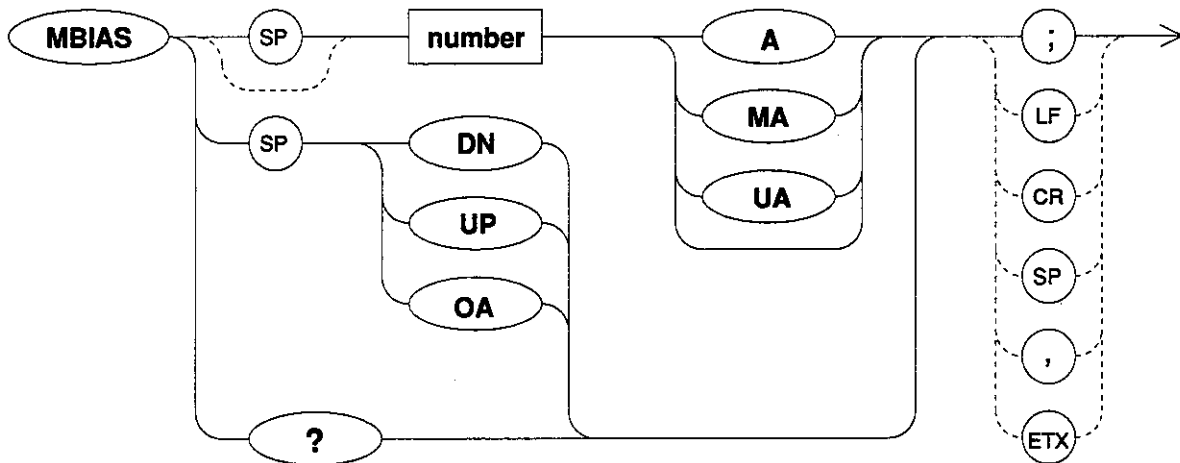 MBIAS SP number A ;
MA LF
SP DN
UA CR
UP
SP
OA
,
? ETX